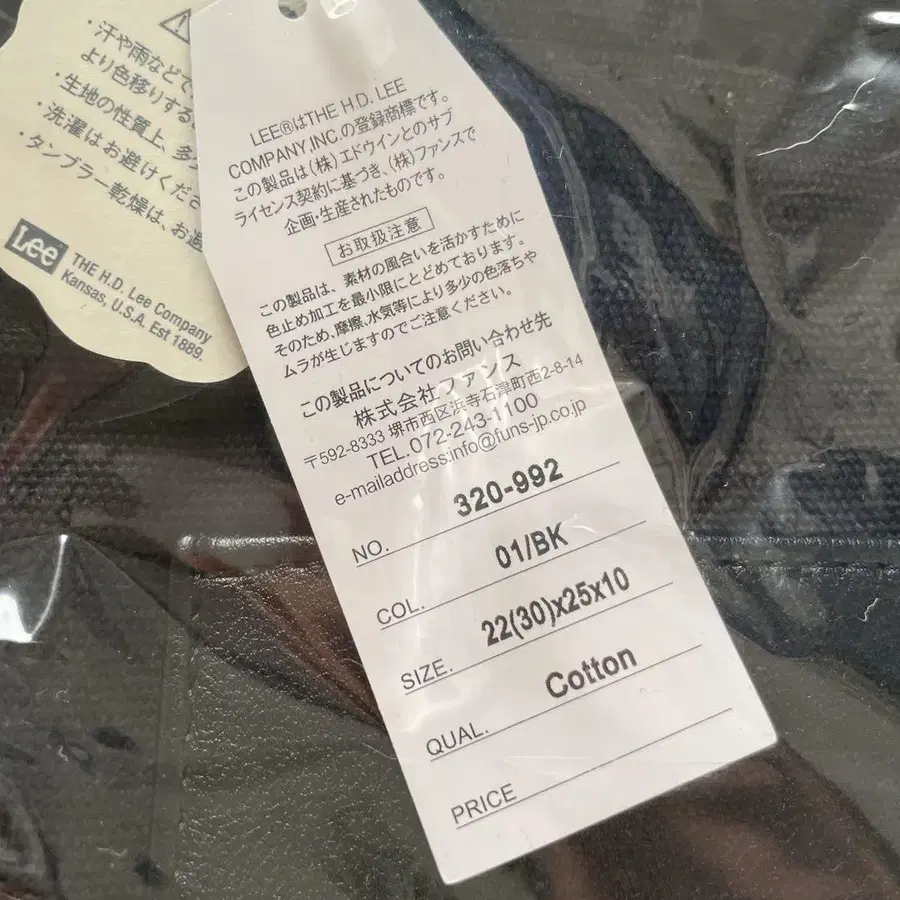 ・汗や雨などで
より色移りする
・生地の性質上、多
・洗濯はお避けくださ
・タンブラー乾燥は、お避
Lee
THE H.D. Lee Company
Kansas, U.S.A. Est 1889.
LEE®はTHE H.D. LEE
COMPANY,INC.の登録商標です。
この製品は(株)エドウインとのサブ
ライセンス契約に基づき、(株)ファンスで
企画・生産されたものです。
お取扱注意
この製品は、素材の風合いを活かすために
色止め加工を最小限にとどめております。
そのため、摩擦、水気等により多少の色落ちや
ムラが生じますのでご注意ください。
この製品についてのお問い合わせ先
株式会社ファンス
〒592-8333 堺市西区浜寺石津町西2-8-14
TEL.072-243-1100
e-mailaddress:info@funs-jp.co.jp
NO. 320-992
COL. 01/BK
SIZE. 22(30)x25x10
QUAL. Cotton
PRICE